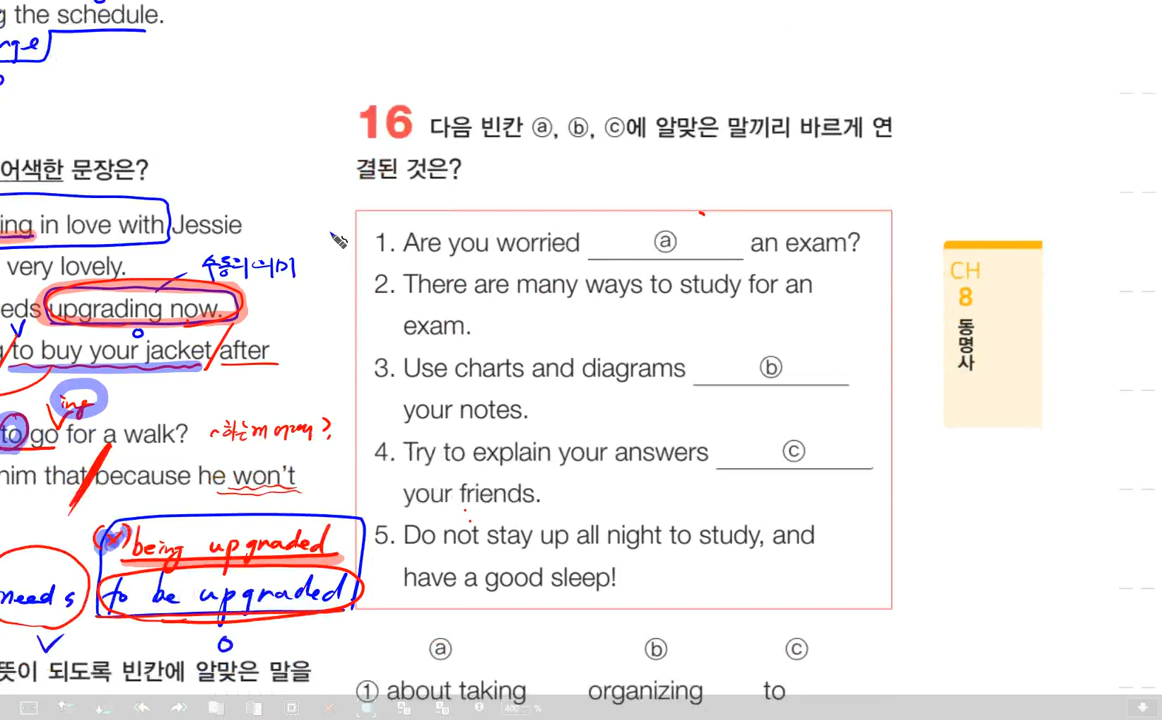 g the schedule.
nge
어색한 문장은?
ing in love with Jessie
very lovely.
수동의 의미
eds upgrading now.
to buy your jacket after
ing
to go for a walk?
him that because he won't
being upgraded
needs to be upgraded
뜻이 되도록 빈칸에 알맞은 말을
16 다음 빈칸 ⓐ, ⓑ, ⓒ에 알맞은 말끼리 바르게 연
결된 것은?
1. Are you worried ⓐ an exam?
2. There are many ways to study for an
exam.
3. Use charts and diagrams ⓑ
your notes.
4. Try to explain your answers ⓒ
your friends.
5. Do not stay up all night to study, and
have a good sleep!
ⓐ ⓑ ⓒ
① about taking organizing to
CH
8
동명사